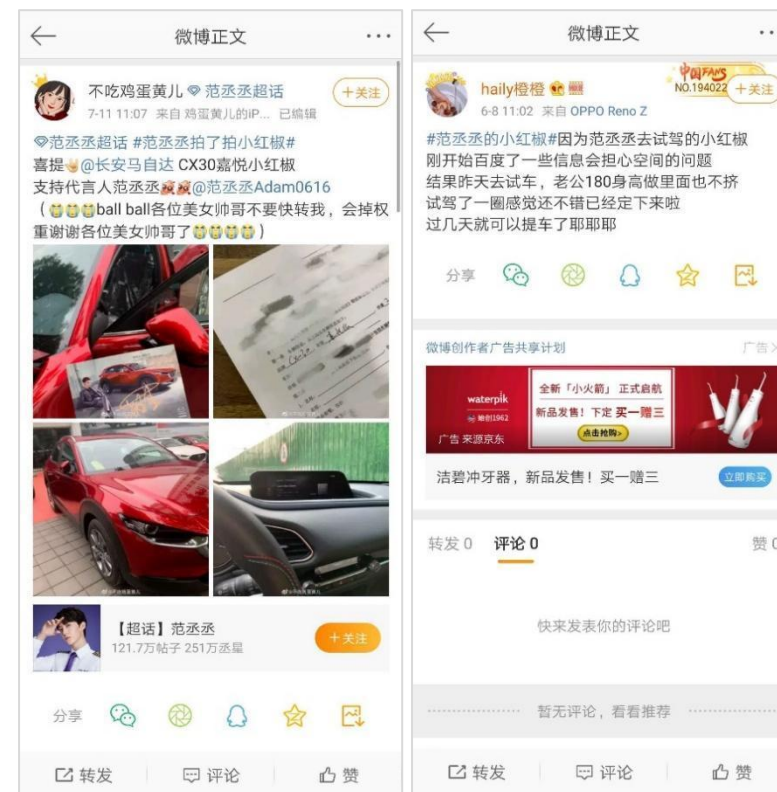 微博正文
不吃鸡蛋黄儿 范丞丞超话
+关注
7-11 11:07 来自 鸡蛋黄儿的iP... 已编辑
范丞丞超话 #范丞丞拍了拍小红椒#
喜提@长安马自达 CX30嘉悦小红椒
支持代言人范丞丞@范丞丞Adam0616
(ball ball各位美女帅哥不要快转我,会掉权
重谢谢各位美女帅哥了)
【超话】范丞丞
121.7万帖子 251万丞星
+关注
分享
转发 评论 赞
微博正文
中国FANS
NO.194022
haily橙橙
+关注
6-8 11:02 来自 OPPO Reno Z
#范丞丞的小红椒#因为范丞丞去试驾的小红椒
刚开始百度了一些信息会担心空间的问题
结果昨天去试车,老公180身高做里面也不挤
试驾了一圈感觉还不错已经定下来啦
过几天就可以提车了耶耶耶
分享
微博创作者广告共享计划
广告
waterpik
始创1962
广告 来源京东
全新「小火箭」正式启航
新品发售!下定 买一赠三
点击抢购>
洁碧冲牙器,新品发售!买一赠三
立即购买
转发 0 评论 0 赞 0
快来发表你的评论吧
暂无评论,看看推荐
转发 评论 赞